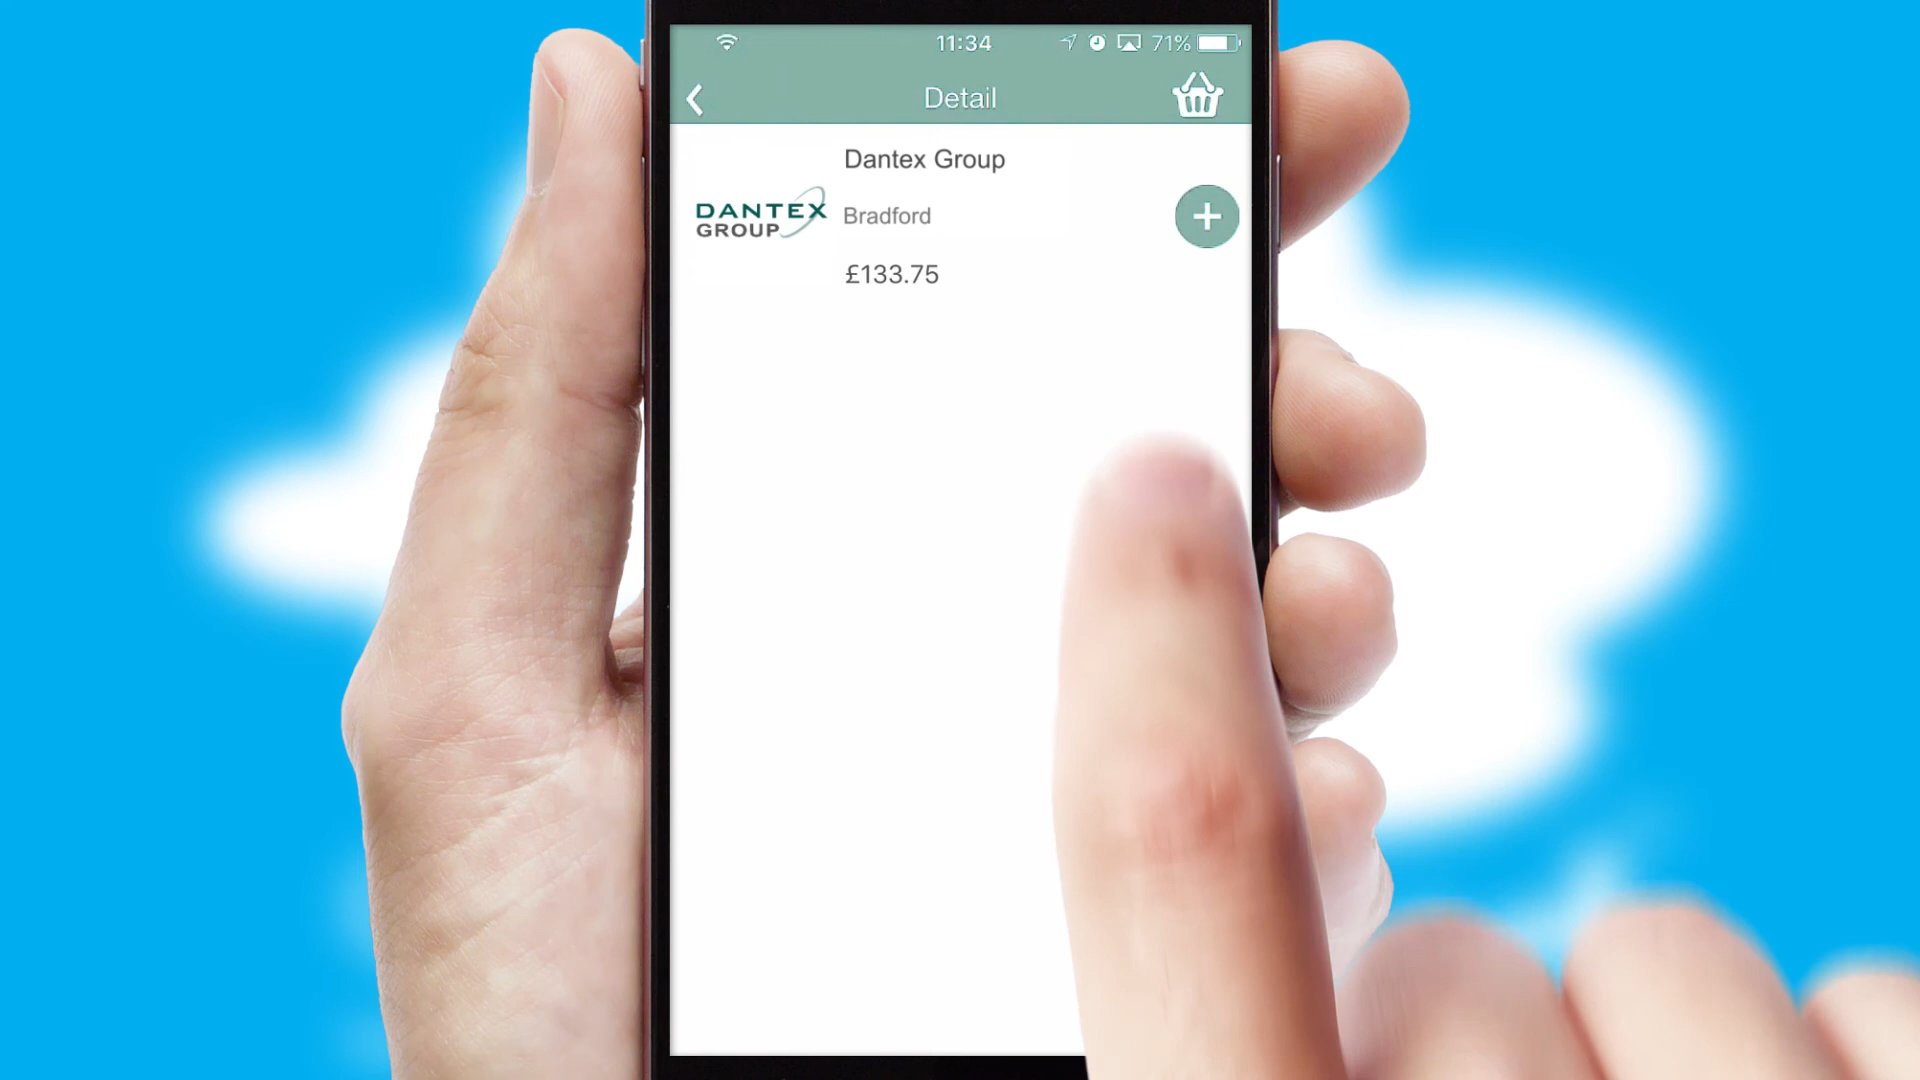 11:34
71%
Detail
Dantex Group
DANTEX
GROUP
Bradford
£133.75